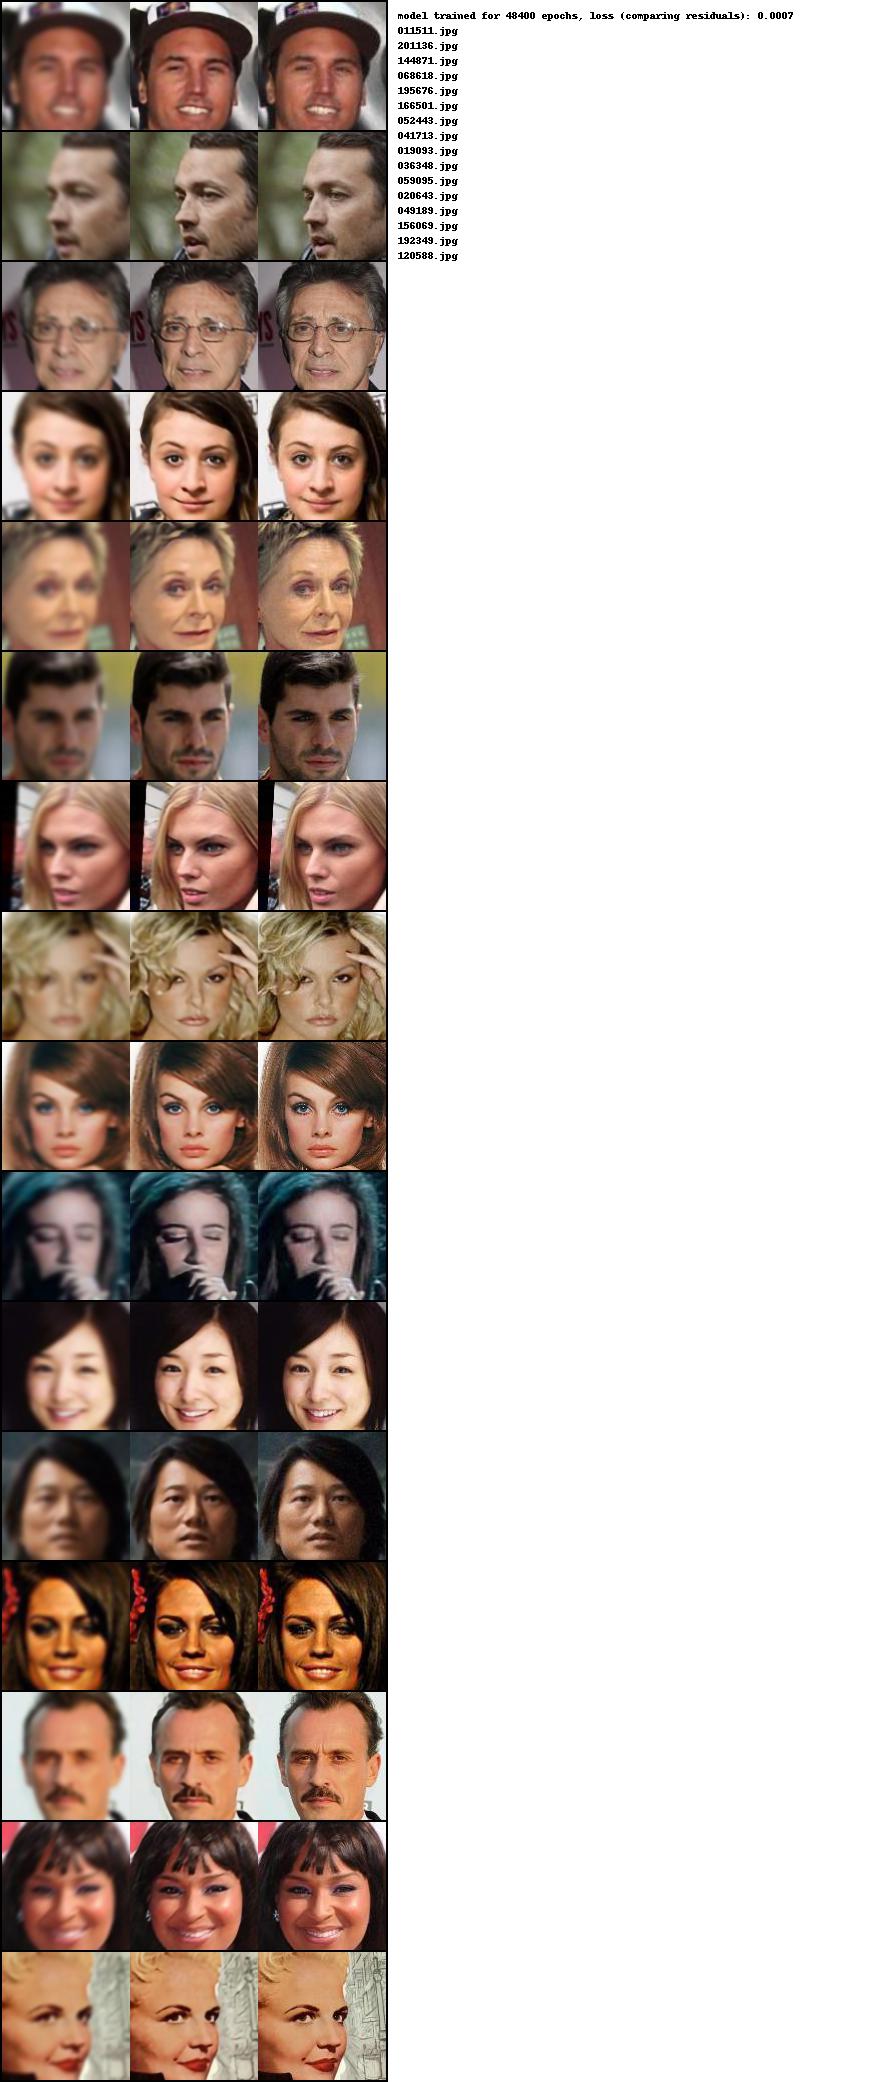 model trained for 48400 epochs, loss (comparing residuals): 0.0007
011511.jpg
201136.jpg
144871.jpg
068618.jpg
195676.jpg
166501.jpg
052443.jpg
041713.jpg
019093.jpg
036348.jpg
059095.jpg
020643.jpg
049189.jpg
156069.jpg
192349.jpg
120588.jpg